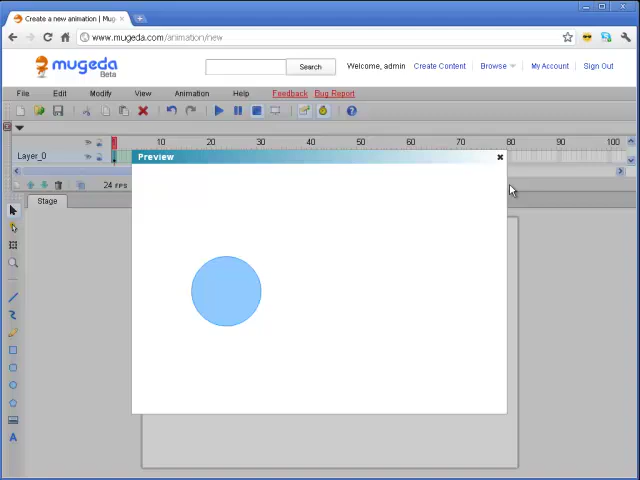 Create a new animation | Mug
www.mugeda.com/animation/new
mugeda
Beta
Search
Welcome, admin
Create Content
Browse
My Account
Sign Out
File
Edit
Modify
View
Animation
Help
Feedback
Bug Report
10
20
30
40
50
60
70
80
90
100
Layer_0
Preview
24 FPS
Stage
A